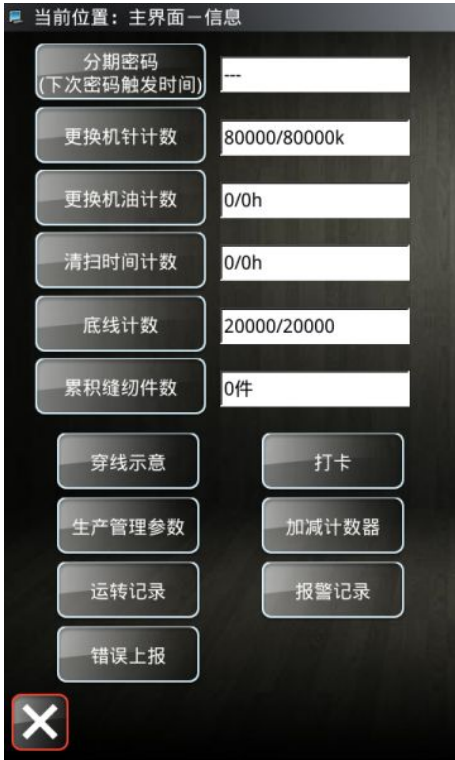 当前位置：主界面－信息
分期密码
(下次密码触发时间)
---
更换机针计数
80000/80000k
更换机油计数
0/0h
清扫时间计数
0/0h
底线计数
20000/20000
累积缝纫件数
0件
穿线示意
打卡
生产管理参数
加减计数器
运转记录
报警记录
错误上报